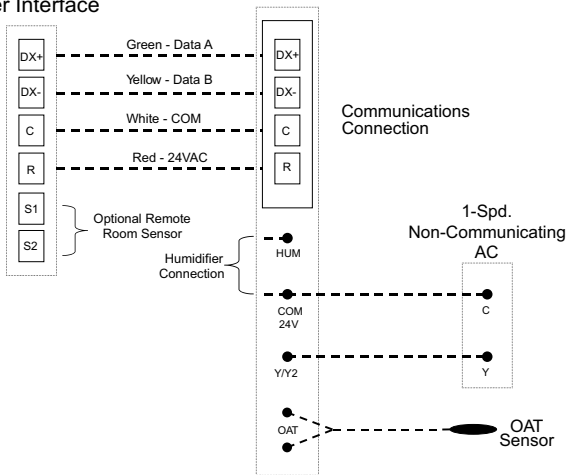 Interface
DX+
DX-
C
R
S1
S2
Green - Data A
Yellow - Data B
White - COM
Red - 24VAC
Optional Remote
Room Sensor
Humidifier
Connection
DX+
DX-
C
R
Communications
Connection
HUM
COM
24V
Y/Y2
OAT
1-Spd.
Non-Communicating
AC
C
Y
OAT
Sensor